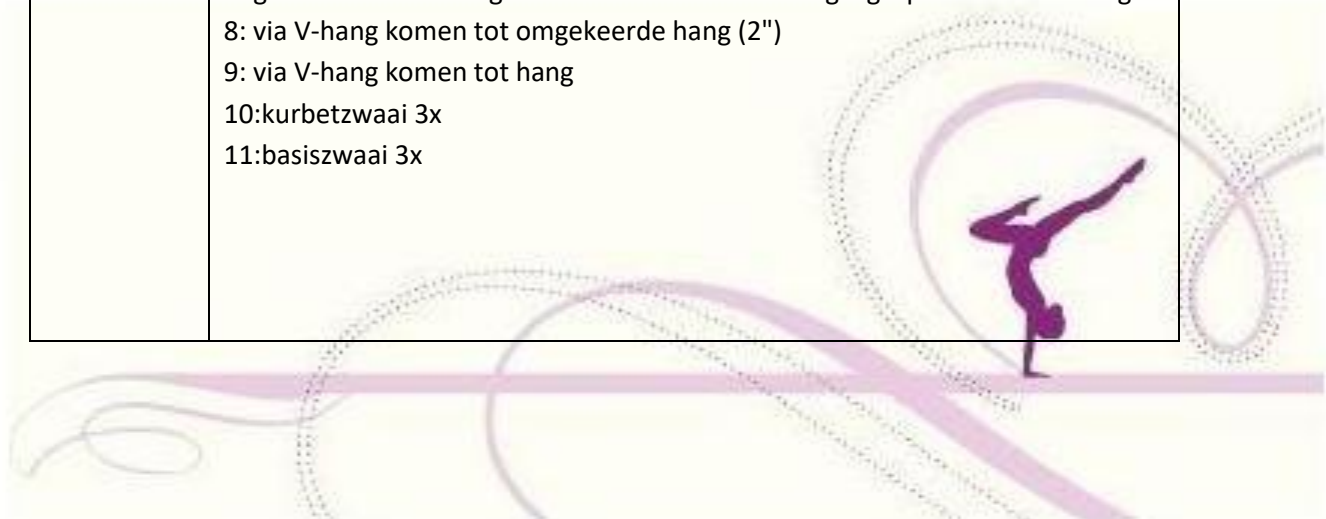 8: via V-hang komen tot omgekeerde hang (2")
9: via V-hang komen tot hang
10:kurbetzwaai 3x
11:basiszwaai 3x